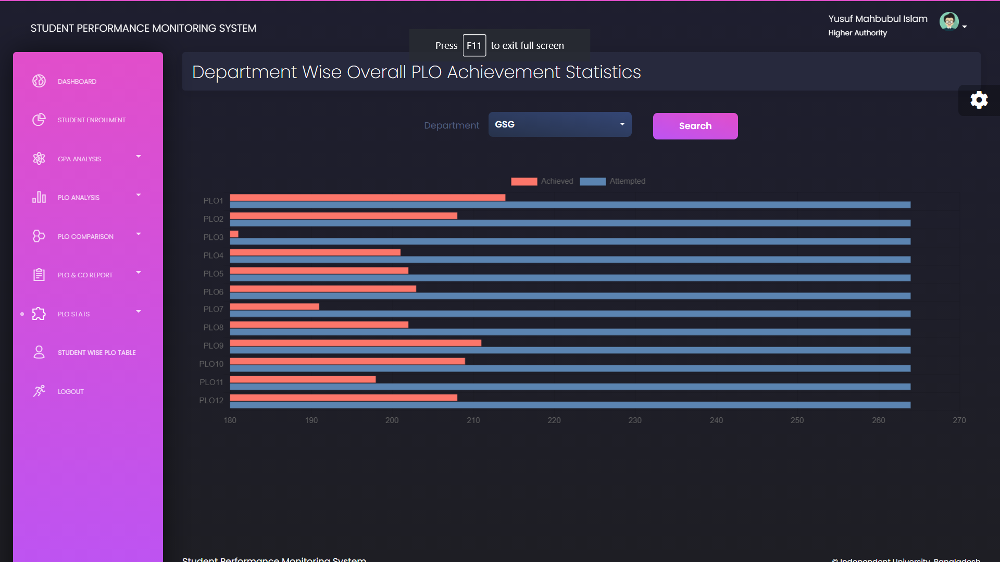 STUDENT PERFORMANCE MONITORING SYSTEM
Yusuf Mahbubul Islam
Higher Authority
Press F11 to exit full screen
Department Wise Overall PLO Achievement Statistics
DASHBOARD
STUDENT ENROLLMENT
GPA ANALYSIS
PLO ANALYSIS
PLO COMPARISON
PLO & CO REPORT
PLO STATS
STUDENT WISE PLO TABLE
LOGOUT
Department GSG Search
Achieved Attempted
PLO1
PLO2
PLO3
PLO4
PLO5
PLO6
PLO7
PLO8
PLO9
PLO10
PLO11
PLO12
180 190 200 210 220 230 240 250 260 270
Student Performance Monitoring System
© Independent University, Bangladesh